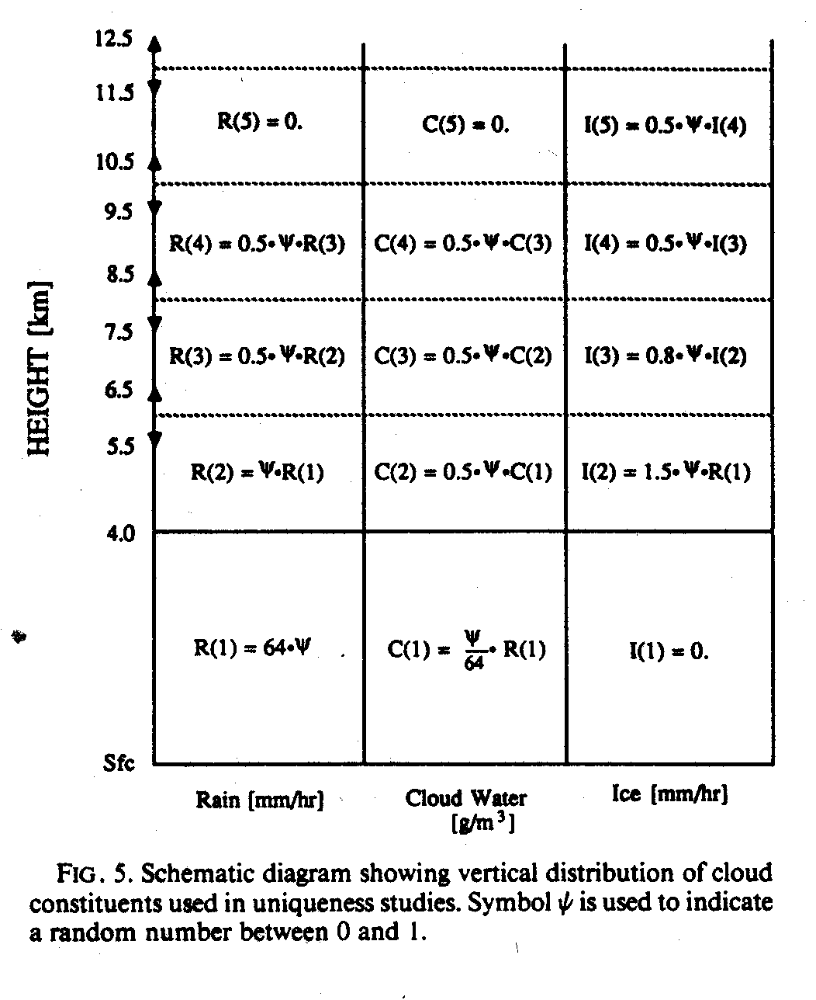 12.5
11.5
R(5) = 0.
C(5) = 0.
I(5) = 0.5•Ψ•I(4)
10.5
9.5
R(4) = 0.5•Ψ•R(3)
C(4) = 0.5•Ψ•C(3)
I(4) = 0.5•Ψ•I(3)
8.5
7.5
R(3) = 0.5•Ψ•R(2)
C(3) = 0.5•Ψ•C(2)
I(3) = 0.8•Ψ•I(2)
6.5
5.5
R(2) = Ψ•R(1)
C(2) = 0.5•Ψ•C(1)
I(2) = 1.5•Ψ•R(1)
4.0
HEIGHT [km]
R(1) = 64•Ψ
C(1) = Ψ/64 • R(1)
I(1) = 0.
Sfc
Rain [mm/hr]
Cloud Water
[g/m³]
Ice [mm/hr]
FIG. 5. Schematic diagram showing vertical distribution of cloud
constituents used in uniqueness studies. Symbol ψ is used to indicate
a random number between 0 and 1.